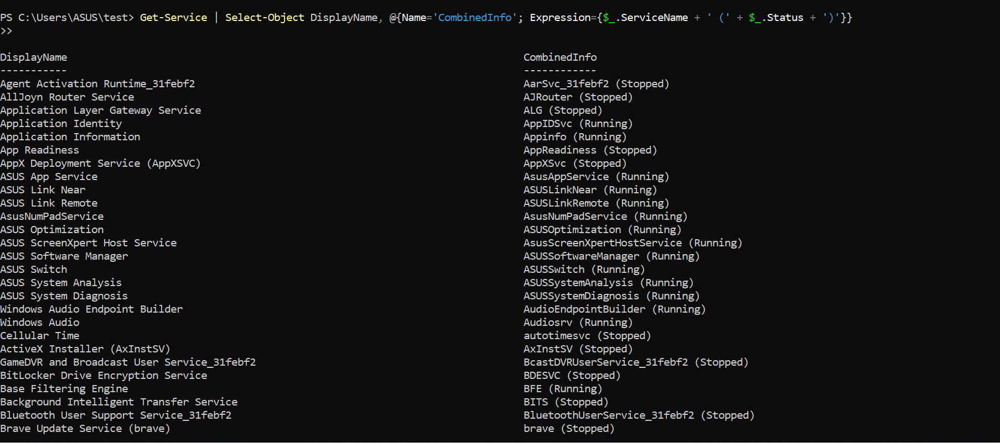 PS C:\Users\ASUS\test> Get-Service | Select-Object DisplayName, @{Name='CombinedInfo'; Expression={$_.ServiceName + ' (' + $_.Status + ')'}}
>>
DisplayName CombinedInfo
----------- ------------
Agent Activation Runtime_31febf2 AarSvc_31febf2 (Stopped)
AllJoyn Router Service AJRouter (Stopped)
Application Layer Gateway Service ALG (Stopped)
Application Identity AppIDSvc (Running)
Application Information Appinfo (Running)
App Readiness AppReadiness (Stopped)
AppX Deployment Service (AppXSVC) AppXSvc (Stopped)
ASUS App Service AsusAppService (Running)
ASUS Link Near ASUSLinkNear (Running)
ASUS Link Remote ASUSLinkRemote (Running)
AsusNumPadService AsusNumPadService (Running)
ASUS Optimization ASUSOptimization (Running)
ASUS ScreenXpert Host Service AsusScreenXpertHostService (Running)
ASUS Software Manager ASUSSoftwareManager (Running)
ASUS Switch ASUSSwitch (Running)
ASUS System Analysis ASUSSystemAnalysis (Running)
ASUS System Diagnosis ASUSSystemDiagnosis (Running)
Windows Audio Endpoint Builder AudioEndpointBuilder (Running)
Windows Audio Audiosrv (Running)
Cellular Time autotimesvc (Stopped)
ActiveX Installer (AxInstSV) AxInstSV (Stopped)
GameDVR and Broadcast User Service_31febf2 BcastDVRUserService_31febf2 (Stopped)
BitLocker Drive Encryption Service BDESVC (Stopped)
Base Filtering Engine BFE (Running)
Background Intelligent Transfer Service BITS (Stopped)
Bluetooth User Support Service_31febf2 BluetoothUserService_31febf2 (Stopped)
Brave Update Service (brave) brave (Stopped)